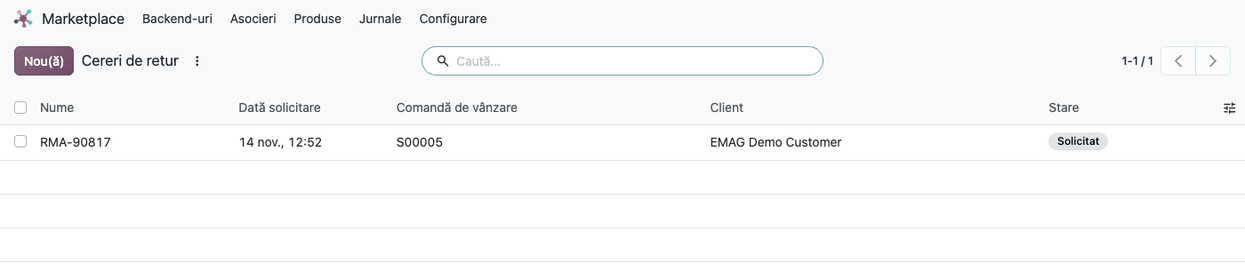 Marketplace Backend-uri Asocieri Produse Jurnale Configurare
Nou(ă) Cereri de retur Caută... 1-1 / 1
Nume Dată solicitare Comandă de vânzare Client Stare
RMA-90817 14 nov., 12:52 S00005 EMAG Demo Customer Solicitat